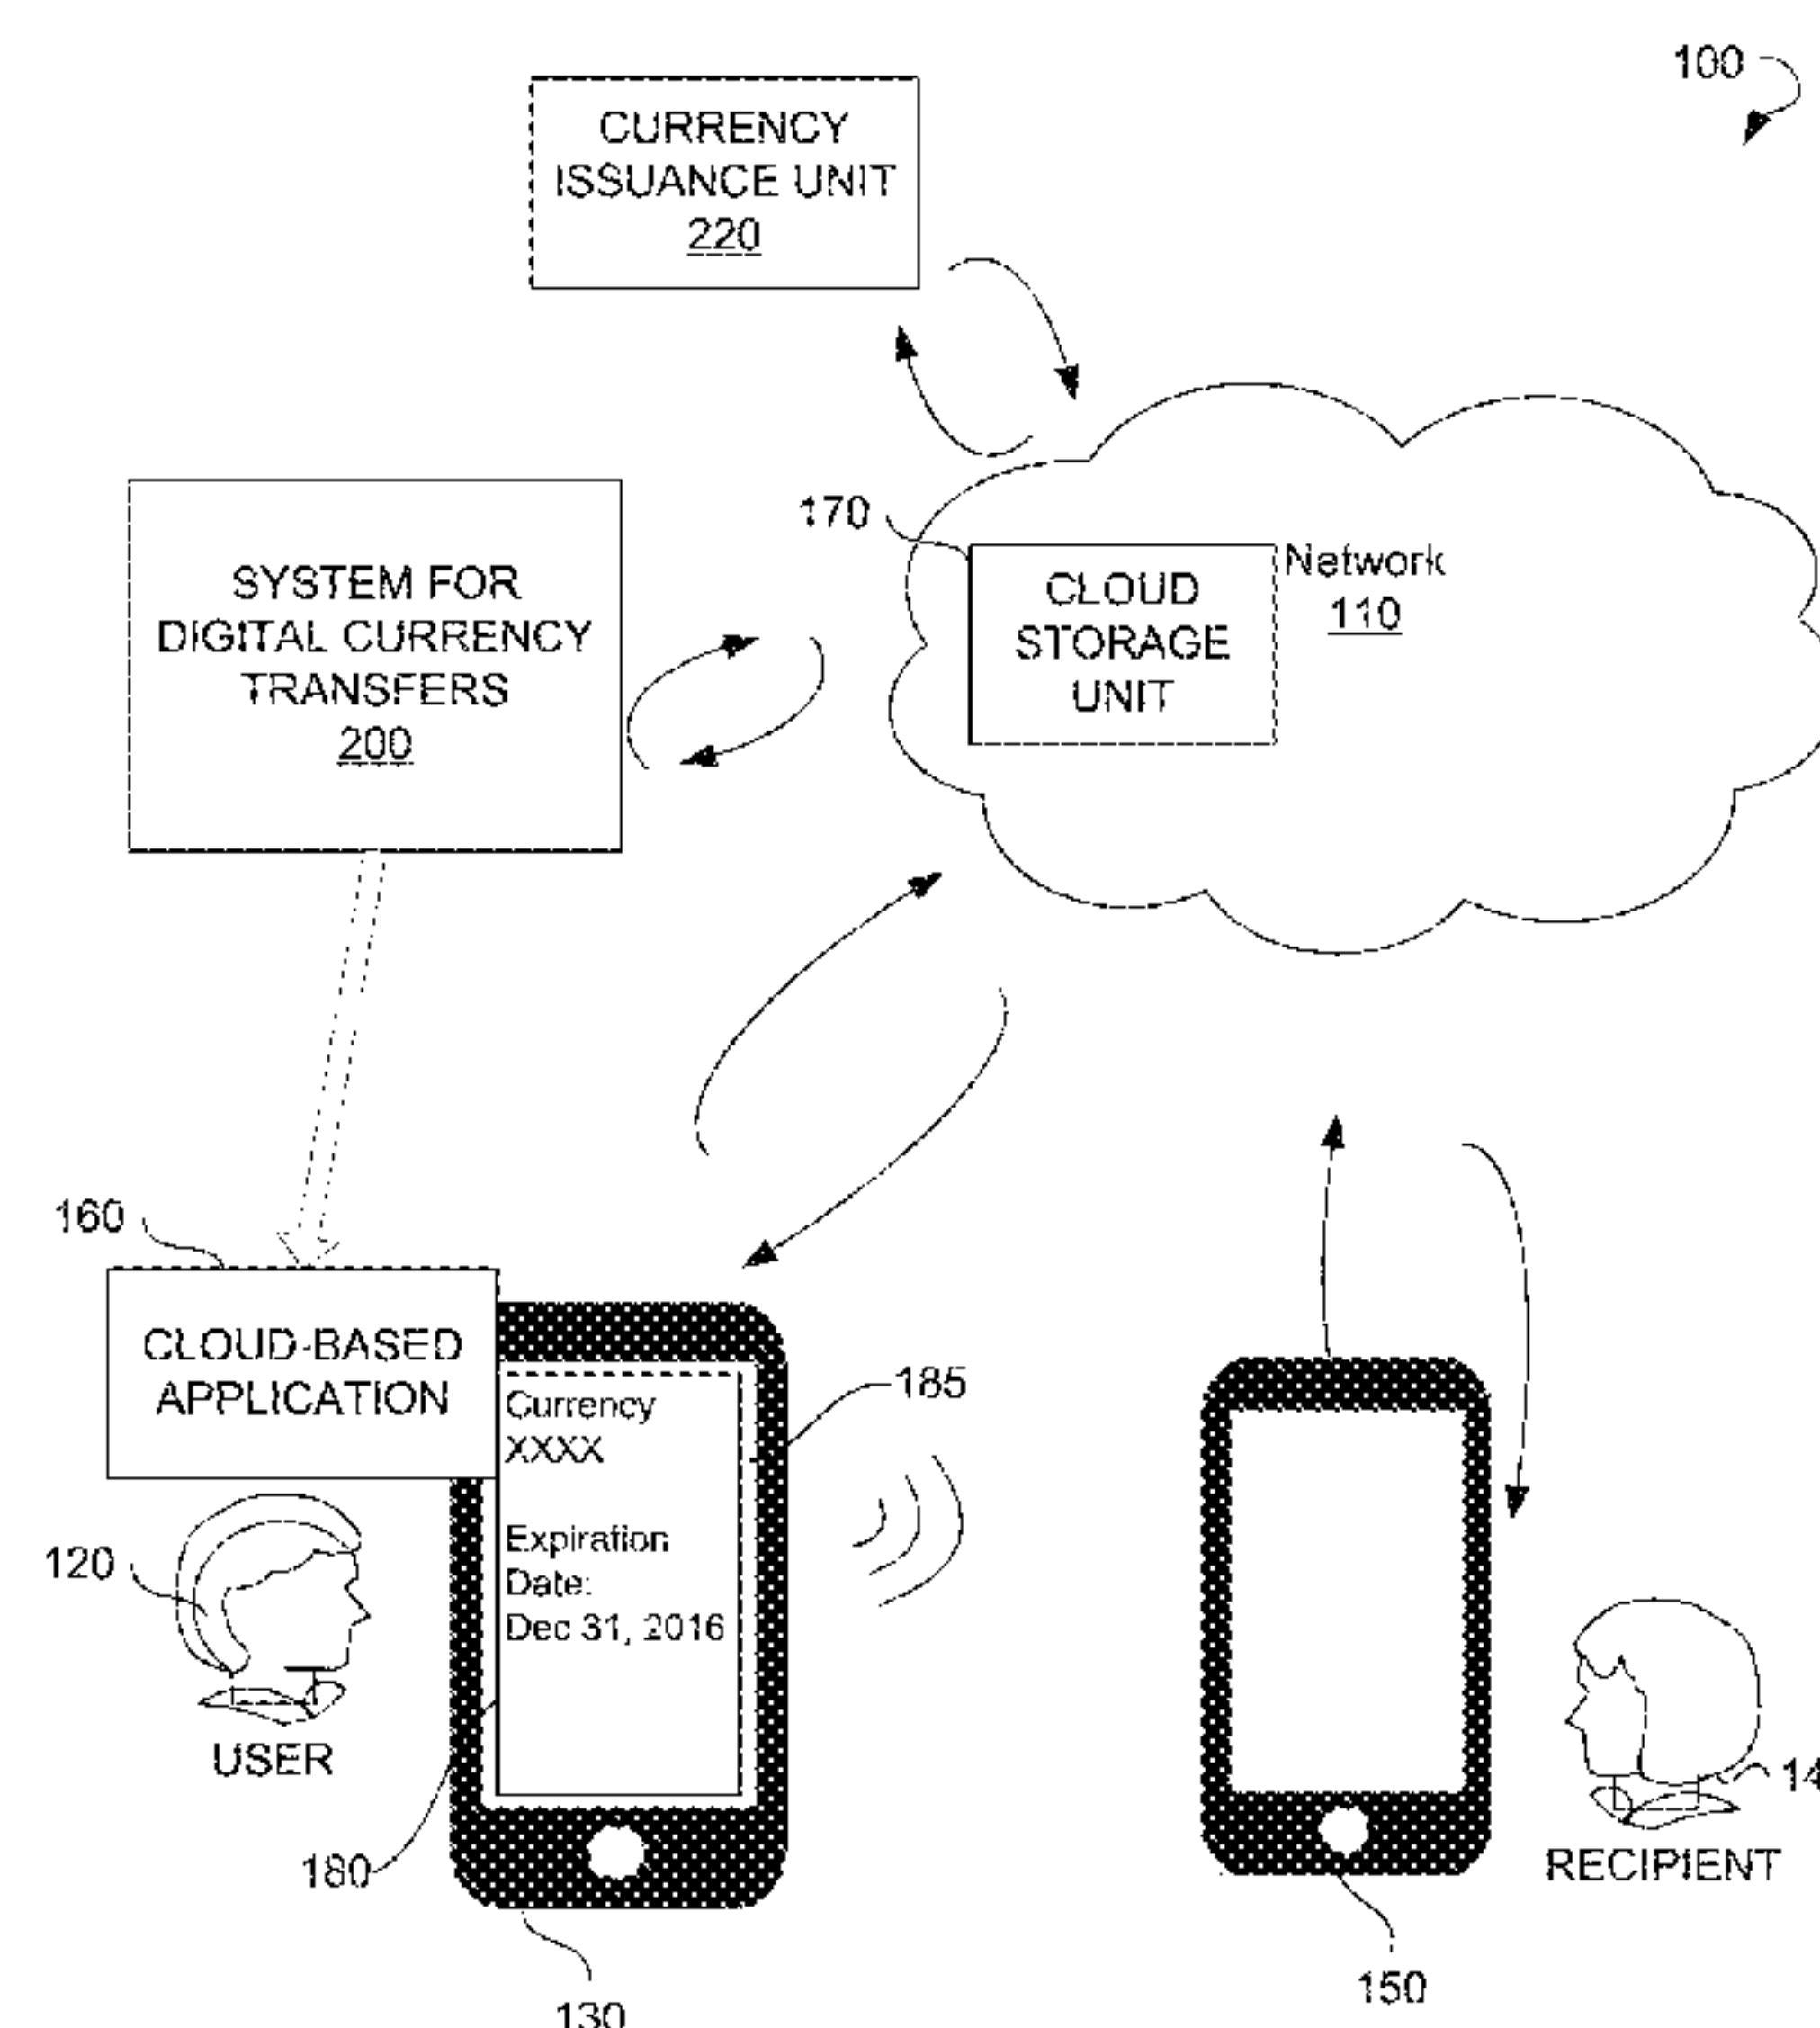 100
CURRENCY
ISSUANCE UNIT
220
170
Network
110
CLOUD
STORAGE
UNIT
SYSTEM FOR
DIGITAL CURRENCY
TRANSFERS
200
160
CLOUD-BASED
APPLICATION
185
Currency
XXXX
Expiration
Date:
Dec 31, 2016
120
USER
180
130
14
RECIPIENT
150